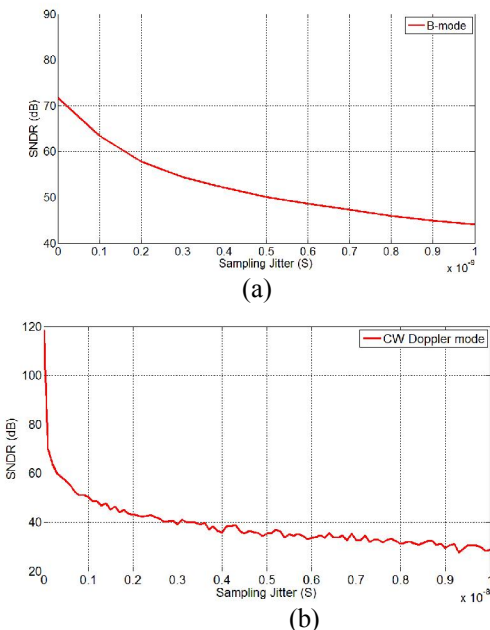 90
B-mode
80
70
SNDR (dB)
60
50
40
0 0.1 0.2 0.3 0.4 0.5 0.6 0.7 0.8 0.9 1
Sampling Jitter (S)
x 10⁻⁹
(a)
120
CW Doppler mode
100
80
SNDR (dB)
60
40
20
0 0.1 0.2 0.3 0.4 0.5 0.6 0.7 0.8 0.9 1
Sampling Jitter (S)
(b)